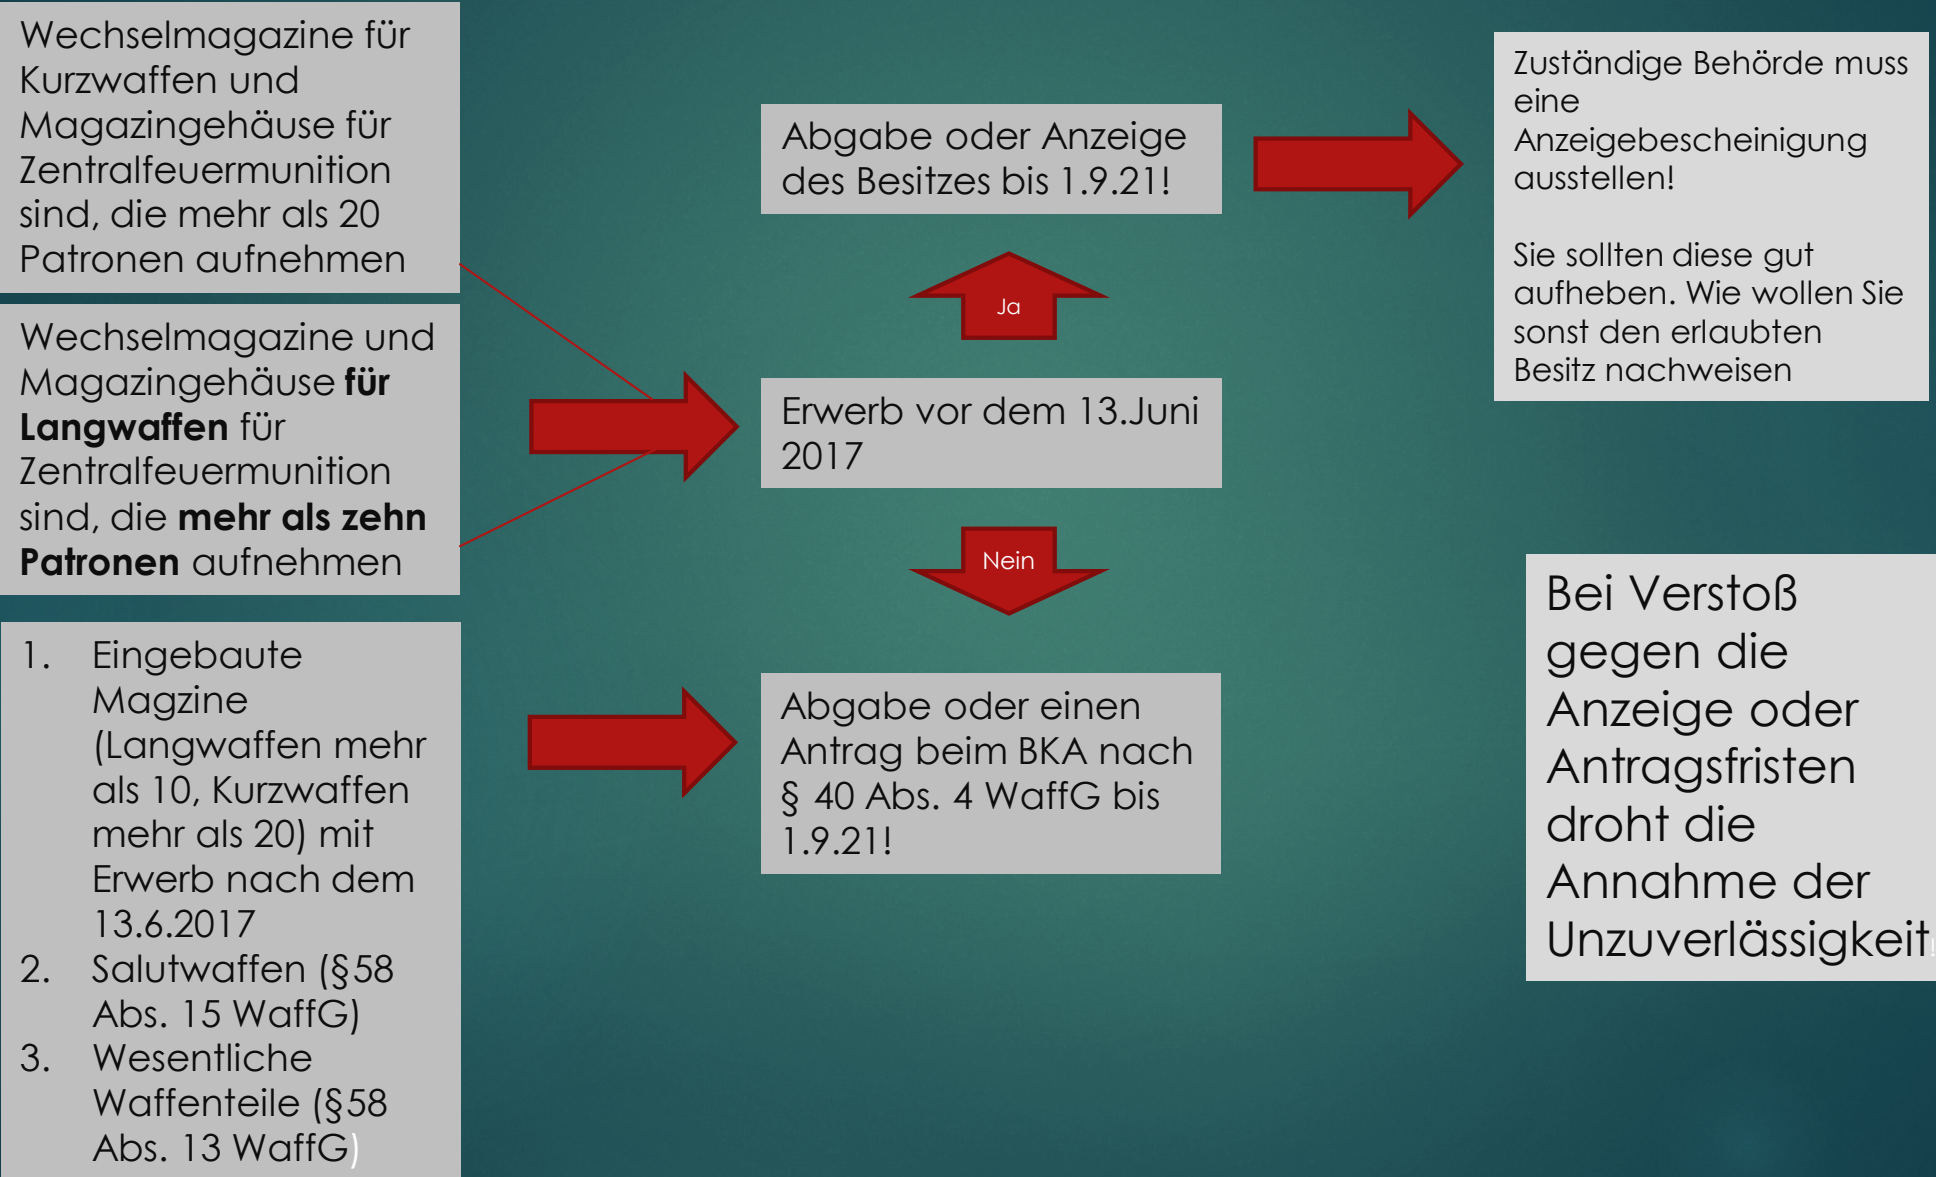 Wechselmagazine für
Kurzwaffen und
Magazingehäuse für
Zentralfeuermunition
sind, die mehr als 20
Patronen aufnehmen
Wechselmagazine und
Magazingehäuse für
Langwaffen für
Zentralfeuermunition
sind, die mehr als zehn
Patronen aufnehmen
1. Eingebaute
Magzine
(Langwaffen mehr
als 10, Kurzwaffen
mehr als 20) mit
Erwerb nach dem
13.6.2017
2. Salutwaffen (§58
Abs. 15 WaffG)
3. Wesentliche
Waffenteile (§58
Abs. 13 WaffG)
Abgabe oder Anzeige
des Besitzes bis 1.9.21!
Ja
Erwerb vor dem 13.Juni
2017
Nein
Abgabe oder einen
Antrag beim BKA nach
§ 40 Abs. 4 WaffG bis
1.9.21!
Zuständige Behörde muss
eine
Anzeigebescheinigung
ausstellen!
Sie sollten diese gut
aufheben. Wie wollen Sie
sonst den erlaubten
Besitz nachweisen
Bei Verstoß
gegen die
Anzeige oder
Antragsfristen
droht die
Annahme der
Unzuverlässigkeit!